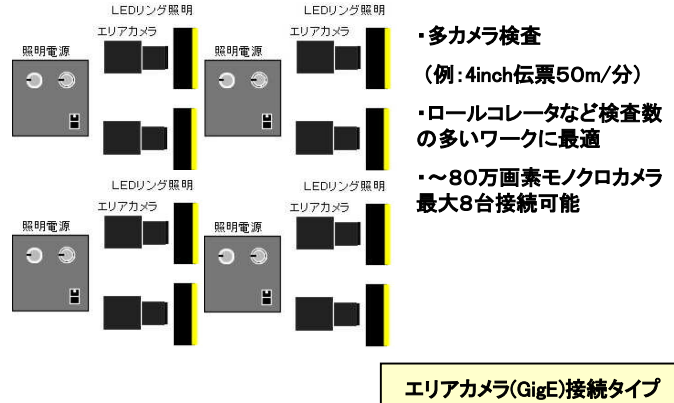 LEDリング照明
エリアカメラ
照明電源
LEDリング照明
エリアカメラ
照明電源
LEDリング照明
エリアカメラ
照明電源
LEDリング照明
エリアカメラ
照明電源
・多カメラ検査
（例：4inch伝票50m/分）
・ロールコレータなど検査数
の多いワークに最適
・～80万画素モノクロカメラ
最大8台接続可能
エリアカメラ(GigE)接続タイプ